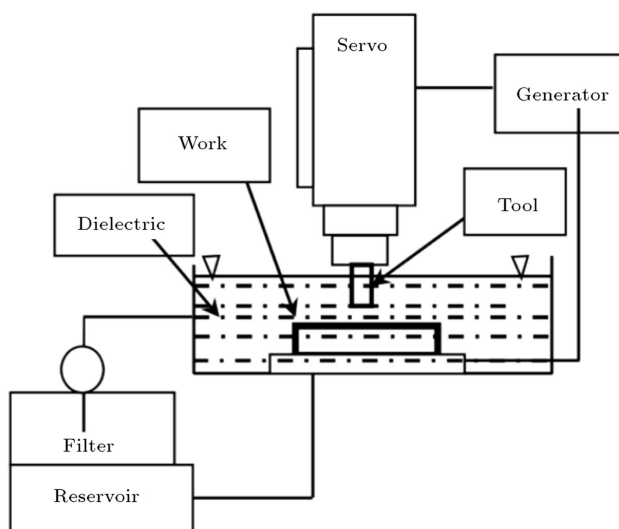 Servo
Generator
Work
Tool
Dielectric
Filter
Reservoir